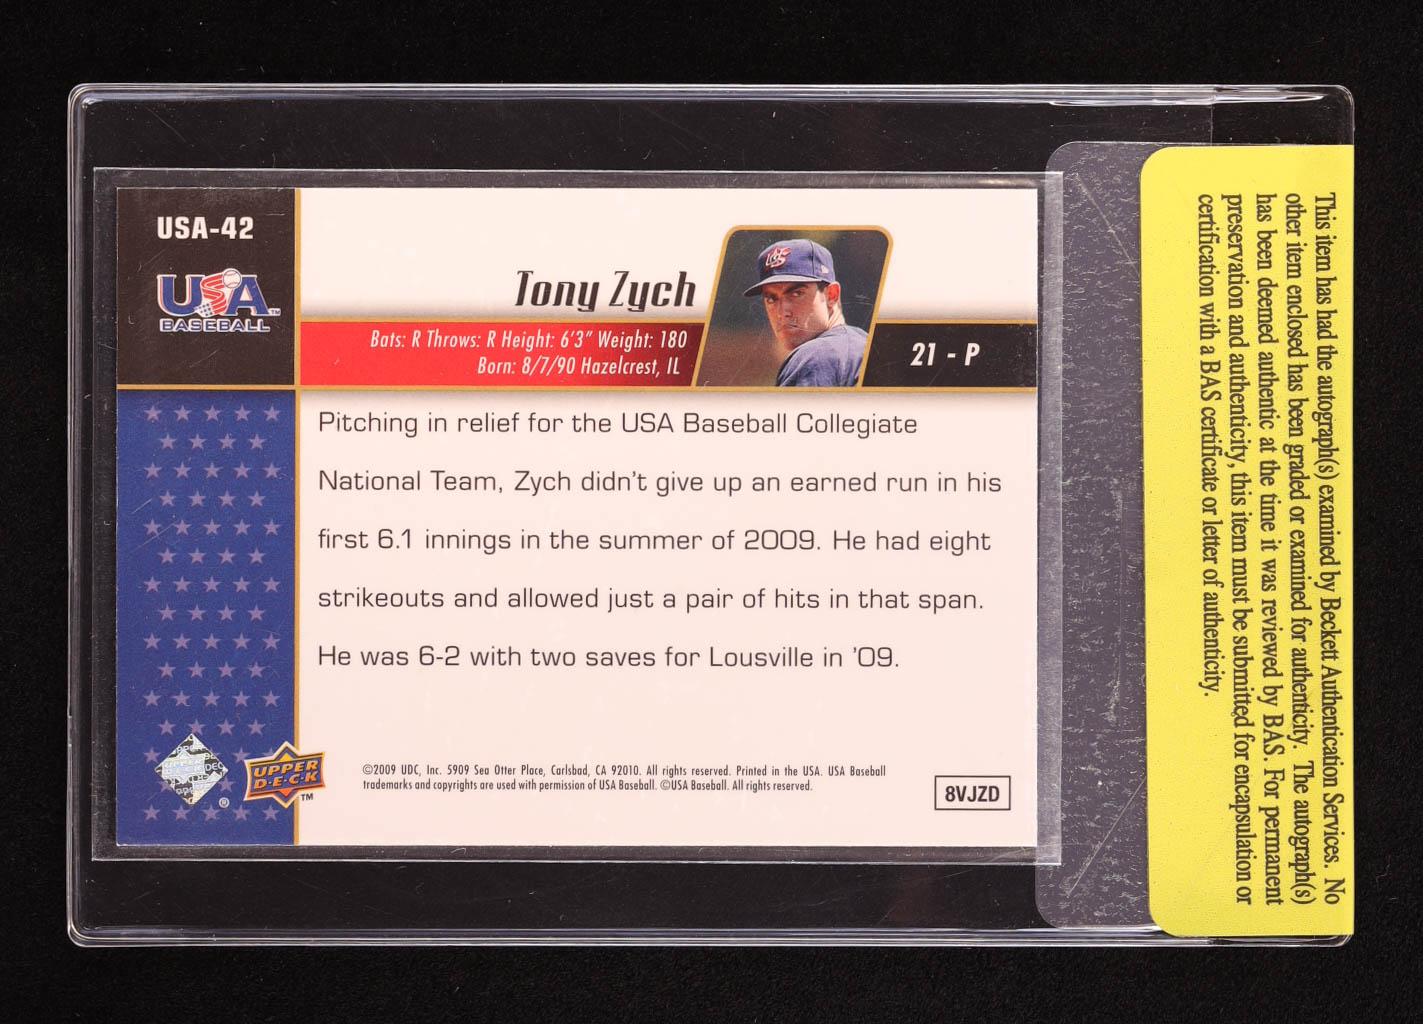 USA-42
USA
BASEBALL
Tony Zych
Bats: R Throws: R Height: 6'3" Weight: 180
Born: 8/7/90 Hazelcrest, IL
21 - P
Pitching in relief for the USA Baseball Collegiate
National Team, Zych didn't give up an earned run in his
first 6.1 innings in the summer of 2009. He had eight
strikeouts and allowed just a pair of hits in that span.
He was 6-2 with two saves for Lousville in '09.
UPPER
D·E·C·K
TM
®
©2009 UDC, Inc. 5909 Sea Otter Place, Carlsbad, CA 92010. All rights reserved. Printed in the USA. USA Baseball
trademarks and copyrights are used with permission of USA Baseball. ©USA Baseball. All rights reserved.
8VJZD
This item has had the autograph(s) examined by Beckett Authentication Services. No
other item enclosed has been graded or examined for authenticity. The autograph(s)
has been deemed authentic at the time it was reviewed by BAS. For permanent
preservation and authenticity, this item must be submitted for encapsulation or
certification with a BAS certificate or letter of authenticity.